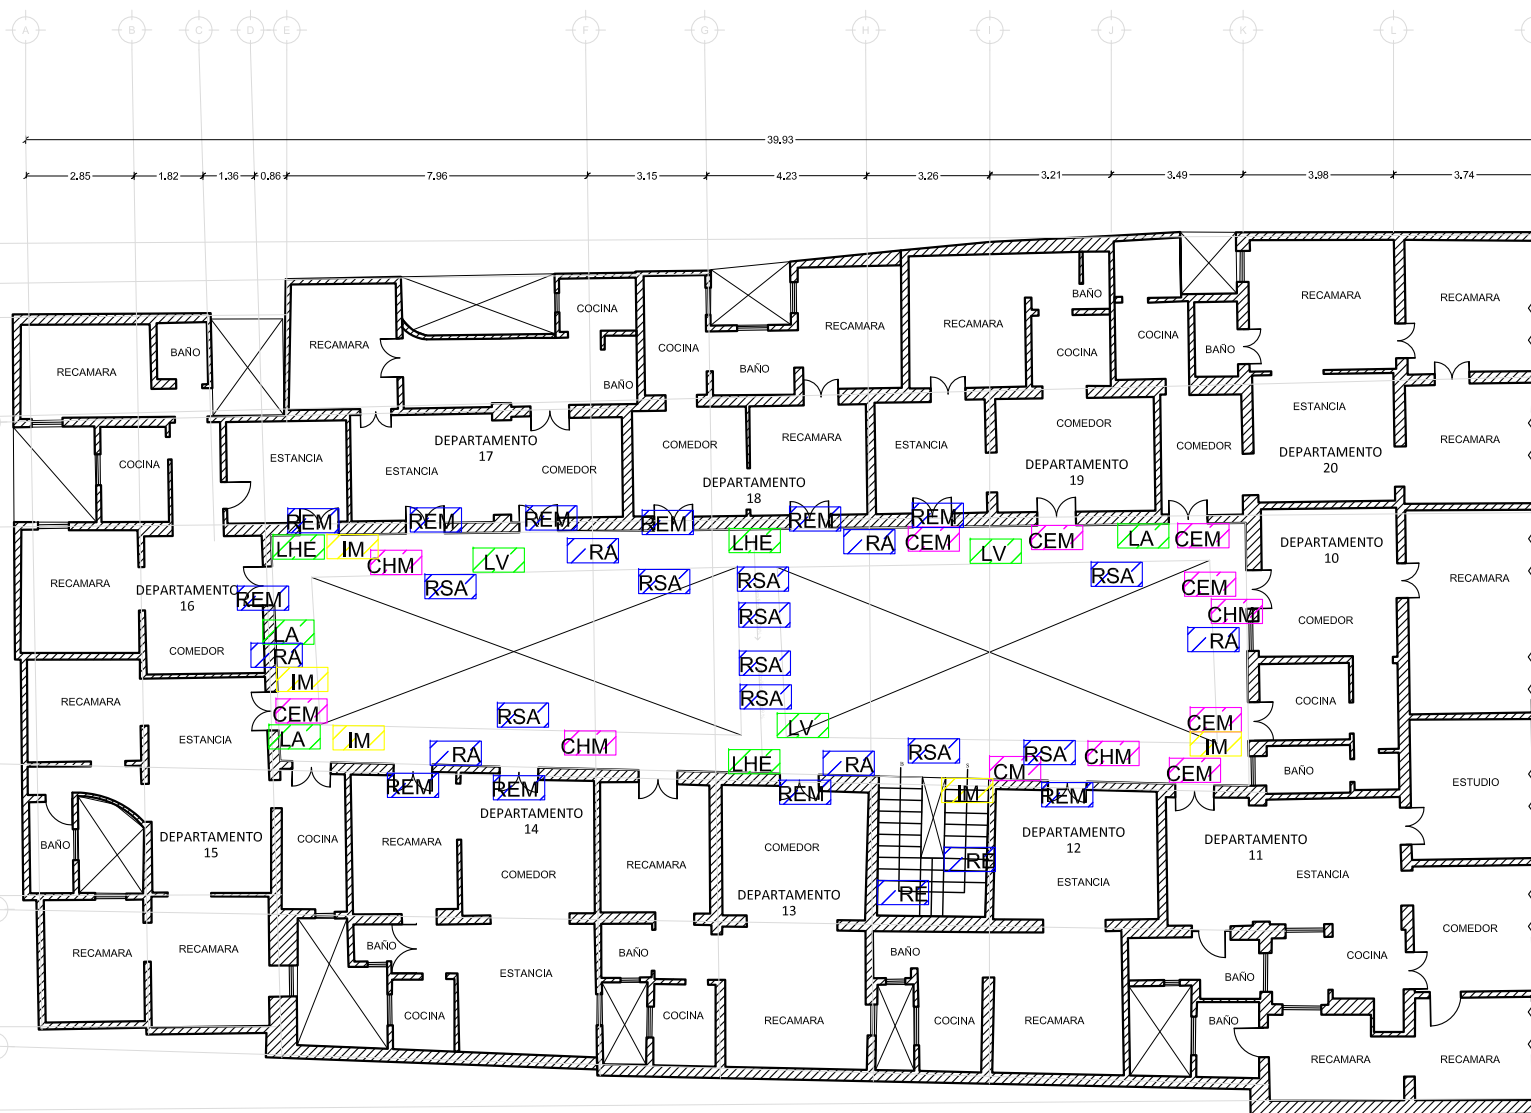 A B C D E F G H I J K L
39.93
2.85 1.82 1.36 0.86 7.96 3.15 4.23 3.26 3.21 3.49 3.98 3.74
RECAMARA
BAÑO
RECAMARA
COCINA
BAÑO
COCINA
BAÑO
RECAMARA
RECAMARA
BAÑO
COCINA
COCINA
BAÑO
RECAMARA
RECAMARA
COCINA
ESTANCIA
DEPARTAMENTO
17
ESTANCIA
COMEDOR
COMEDOR
RECAMARA
DEPARTAMENTO
18
ESTANCIA
COMEDOR
DEPARTAMENTO
19
COMEDOR
ESTANCIA
DEPARTAMENTO
20
RECAMARA
REM REM REM REM REM REM
LHE IM CHM LV RA LHE RA CEM LV CEM LA CEM
RSA RSA RSA RSA CEM
RECAMARA
DEPARTAMENTO
16
COMEDOR
REM
LA
RA
IM
CEM
LA
IM
RSA
RSA
RSA
RSA
CHM
RA
DEPARTAMENTO
10
COMEDOR
COCINA
BAÑO
RECAMARA
ESTUDIO
RECAMARA
ESTANCIA
RA
CHM
LV
LHE
RA
RSA
CM
RSA
CHM
CEM
IM
CEM
REM REM REM IM REM
DEPARTAMENTO
15
BAÑO
COCINA
RECAMARA
DEPARTAMENTO
14
COMEDOR
RECAMARA
COMEDOR
DEPARTAMENTO
13
RE
RE
DEPARTAMENTO
12
ESTANCIA
DEPARTAMENTO
11
ESTANCIA
COMEDOR
RECAMARA
RECAMARA
BAÑO
ESTANCIA
COCINA
BAÑO
COCINA
RECAMARA
BAÑO
COCINA
RECAMARA
BAÑO
BAÑO
COCINA
RECAMARA
RECAMARA